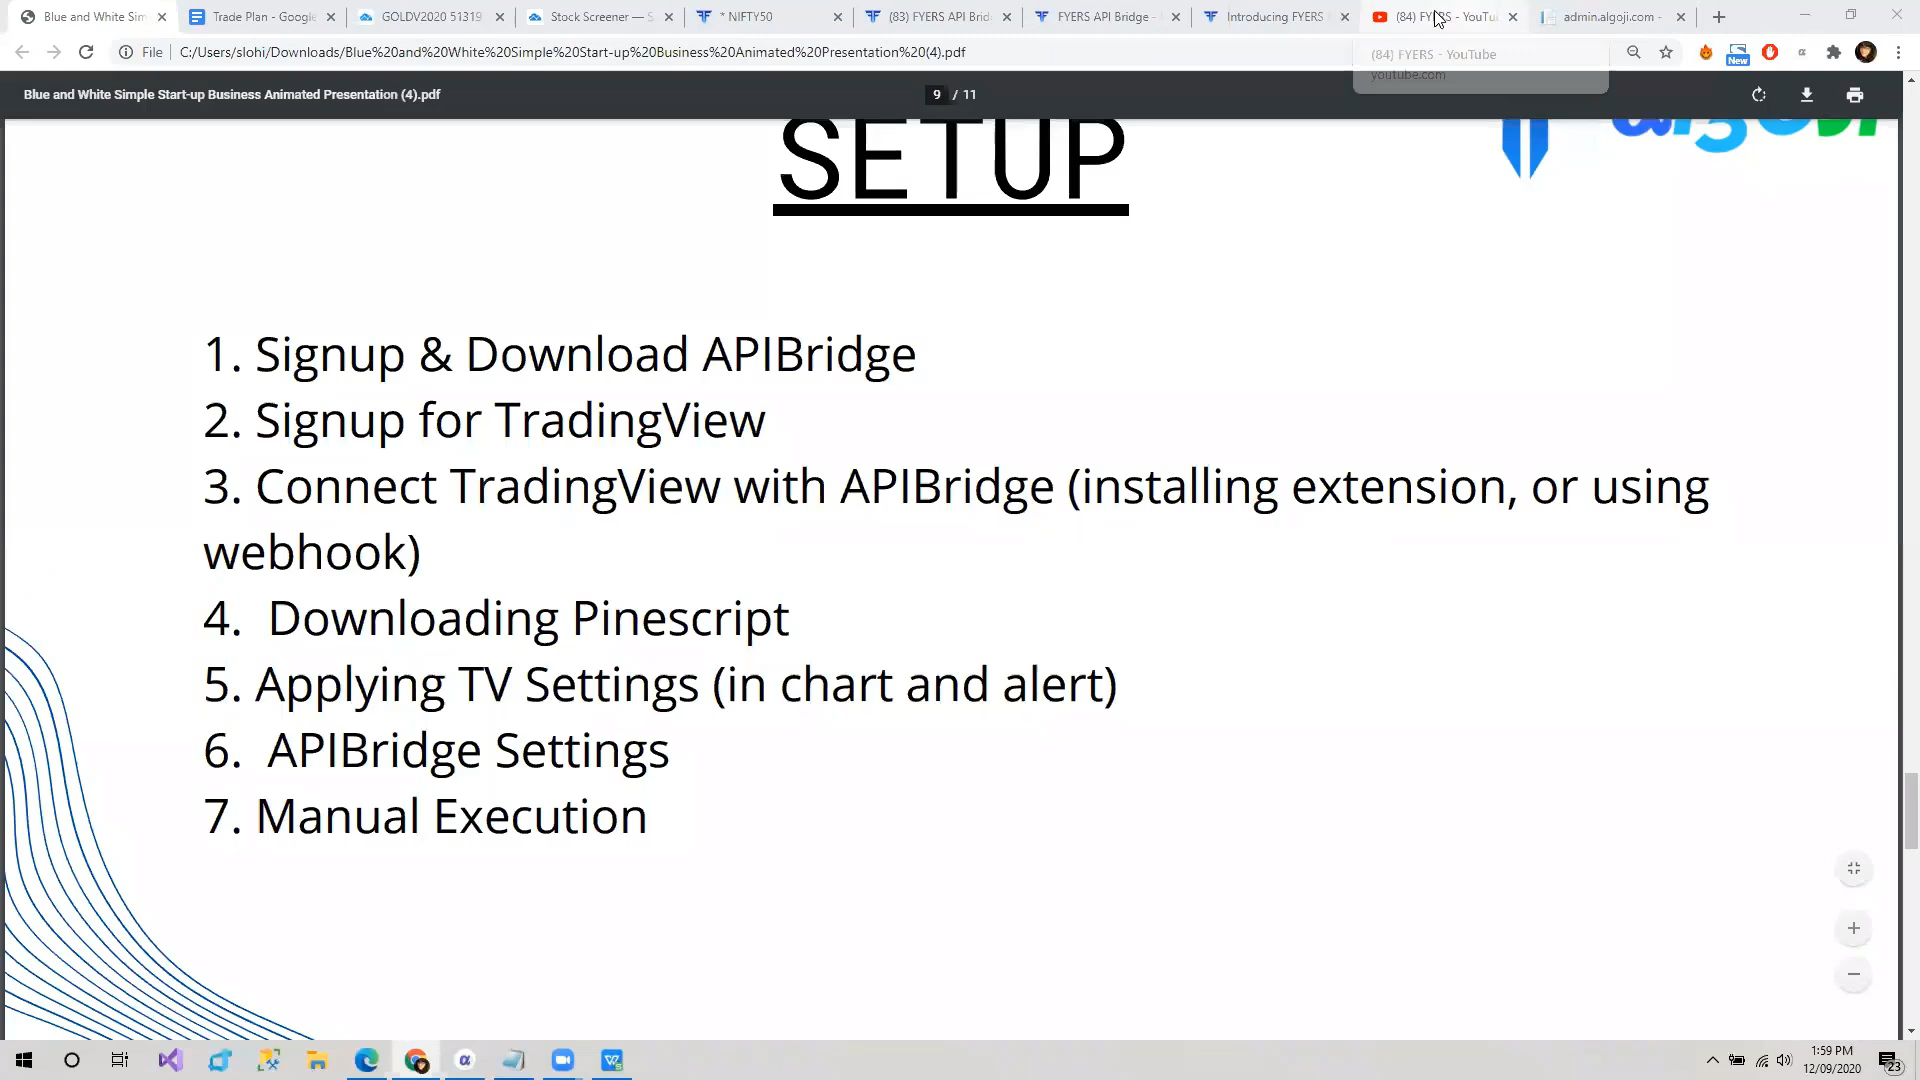 Blue and White Sim
Trade Plan - Google
GOLDV2020 51319
Stock Screener — S
* NIFTY50
(83) FYERS API Brid
FYERS API Bridge -
Introducing FYERS
(84) FYERS - YouTu
admin.algoji.com -
File
C:/Users/slohi/Downloads/Blue%20and%20White%20Simple%20Start-up%20Business%20Animated%20Presentation%20(4).pdf
(84) FYERS - YouTube
youtube.com
New
Blue and White Simple Start-up Business Animated Presentation (4).pdf
9 / 11
SETUP
1. Signup & Download APIBridge
2. Signup for TradingView
3. Connect TradingView with APIBridge (installing extension, or using
webhook)
4. Downloading Pinescript
5. Applying TV Settings (in chart and alert)
6. APIBridge Settings
7. Manual Execution
1:59 PM
12/09/2020
23